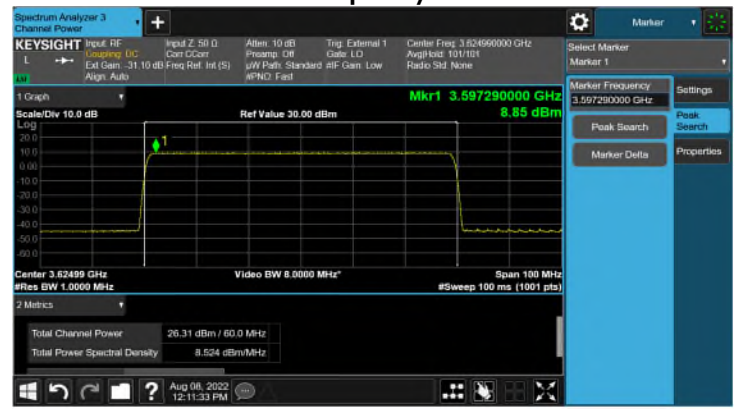 Spectrum Analyzer 3
Channel Power
+
Marker
KEYSIGHT
L
Input: RF
Coupling: DC
Ext Gain: -31.10 dB
Align: Auto
Input Z: 50 Ω
Corr CCorr
Freq Ref: Int (S)
Atten: 10 dB
Preamp: Off
µW Path: Standard
#PNO: Fast
Trig: External 1
Gate: LO
#IF Gain: Low
Center Freq: 3.624990000 GHz
Avg|Hold: 101/101
Radio Std: None
Select Marker
Marker 1
1 Graph
Scale/Div 10.0 dB
Ref Value 30.00 dBm
Mkr1 3.597290000 GHz
8.85 dBm
Log
20.0
10.0
0.00
-10.0
-20.0
-30.0
-40.0
-50.0
-60.0
1
Center 3.62499 GHz
#Res BW 1.0000 MHz
Video BW 8.0000 MHz*
Span 100 MHz
#Sweep 100 ms (1001 pts)
Marker Frequency
3.597290000 GHz
Peak Search
Marker Delta
Settings
Peak
Search
Properties
2 Metrics
Total Channel Power 26.31 dBm / 60.0 MHz
Total Power Spectral Density 8.524 dBm/MHz
?
Aug 08, 2022
12:11:33 PM